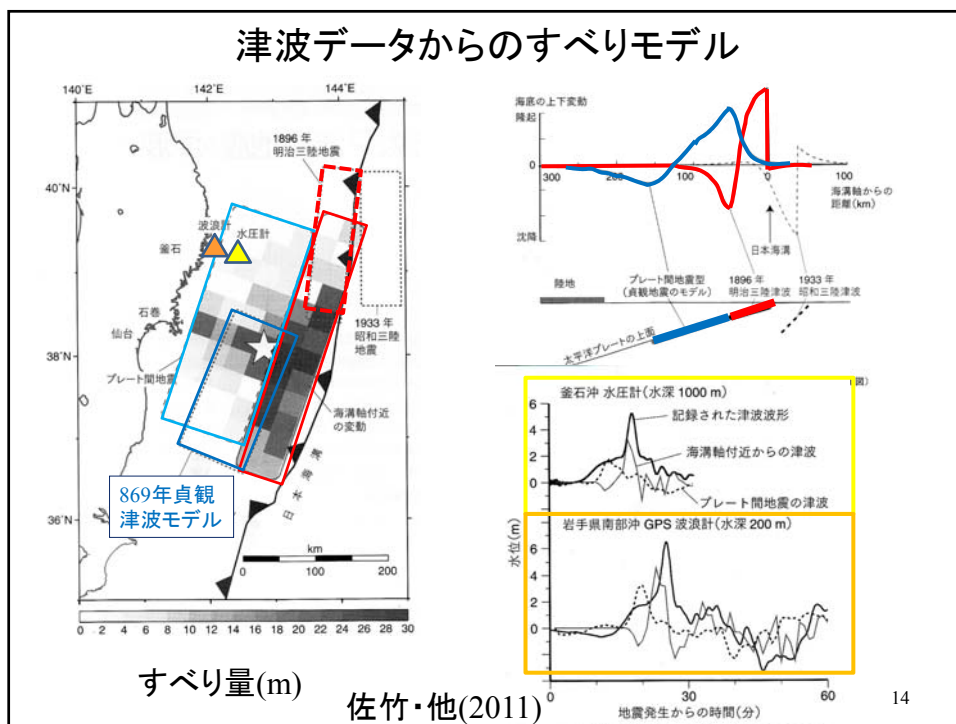 津波データからのすべりモデル
140˚E
142˚E
144˚E
40˚N
38˚N
36˚N
1896 年
明治三陸地震
波浪計
水圧計
釜石
石巻
仙台
プレート間地震
1933 年
昭和三陸
地震
海溝軸付近
の変動
869年貞観
津波モデル
日本海溝
km
0 100 200
0 2 4 6 8 10 12 14 16 18 20 22 24 26 28 30
すべり量(m)
海底の上下変動
隆起
0
沈降
300 200 100 0 100
海溝軸からの
距離(km)
日本海溝
陸地
プレート間地震型
(貞観地震のモデル)
1896 年
明治三陸津波
1933 年
昭和三陸津波
太平洋プレートの上面
図)
釜石沖 水圧計(水深 1000 m)
6
4
2
0
記録された津波波形
海溝軸付近からの津波
プレート間地震の津波
岩手県南部沖 GPS 波浪計(水深 200 m)
水位(m)
8
6
4
2
0
0 30 60
地震発生からの時間(分)
佐竹・他(2011)
14